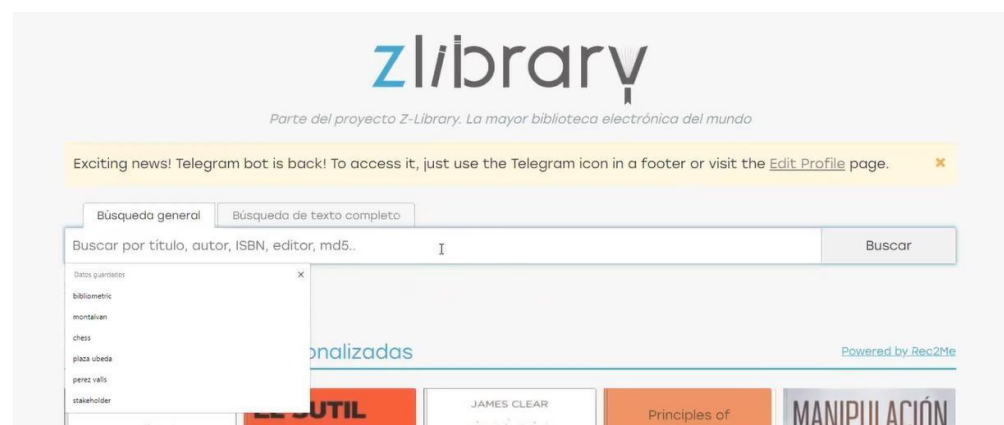 zlibrary
Parte del proyecto Z-Library. La mayor biblioteca electrónica del mundo
Exciting news! Telegram bot is back! To access it, just use the Telegram icon in a footer or visit the Edit Profile page. ×
Búsqueda general Búsqueda de texto completo
Buscar por título, autor, ISBN, editor, md5.. Buscar
Datos guardados ×
bibliometric
montalvan
chess
plaza ubeda
perez valls
stakeholder
onalizadas Powered by Rec2Me
SUTIL
JAMES CLEAR
Principles of
MANIPULACIÓN